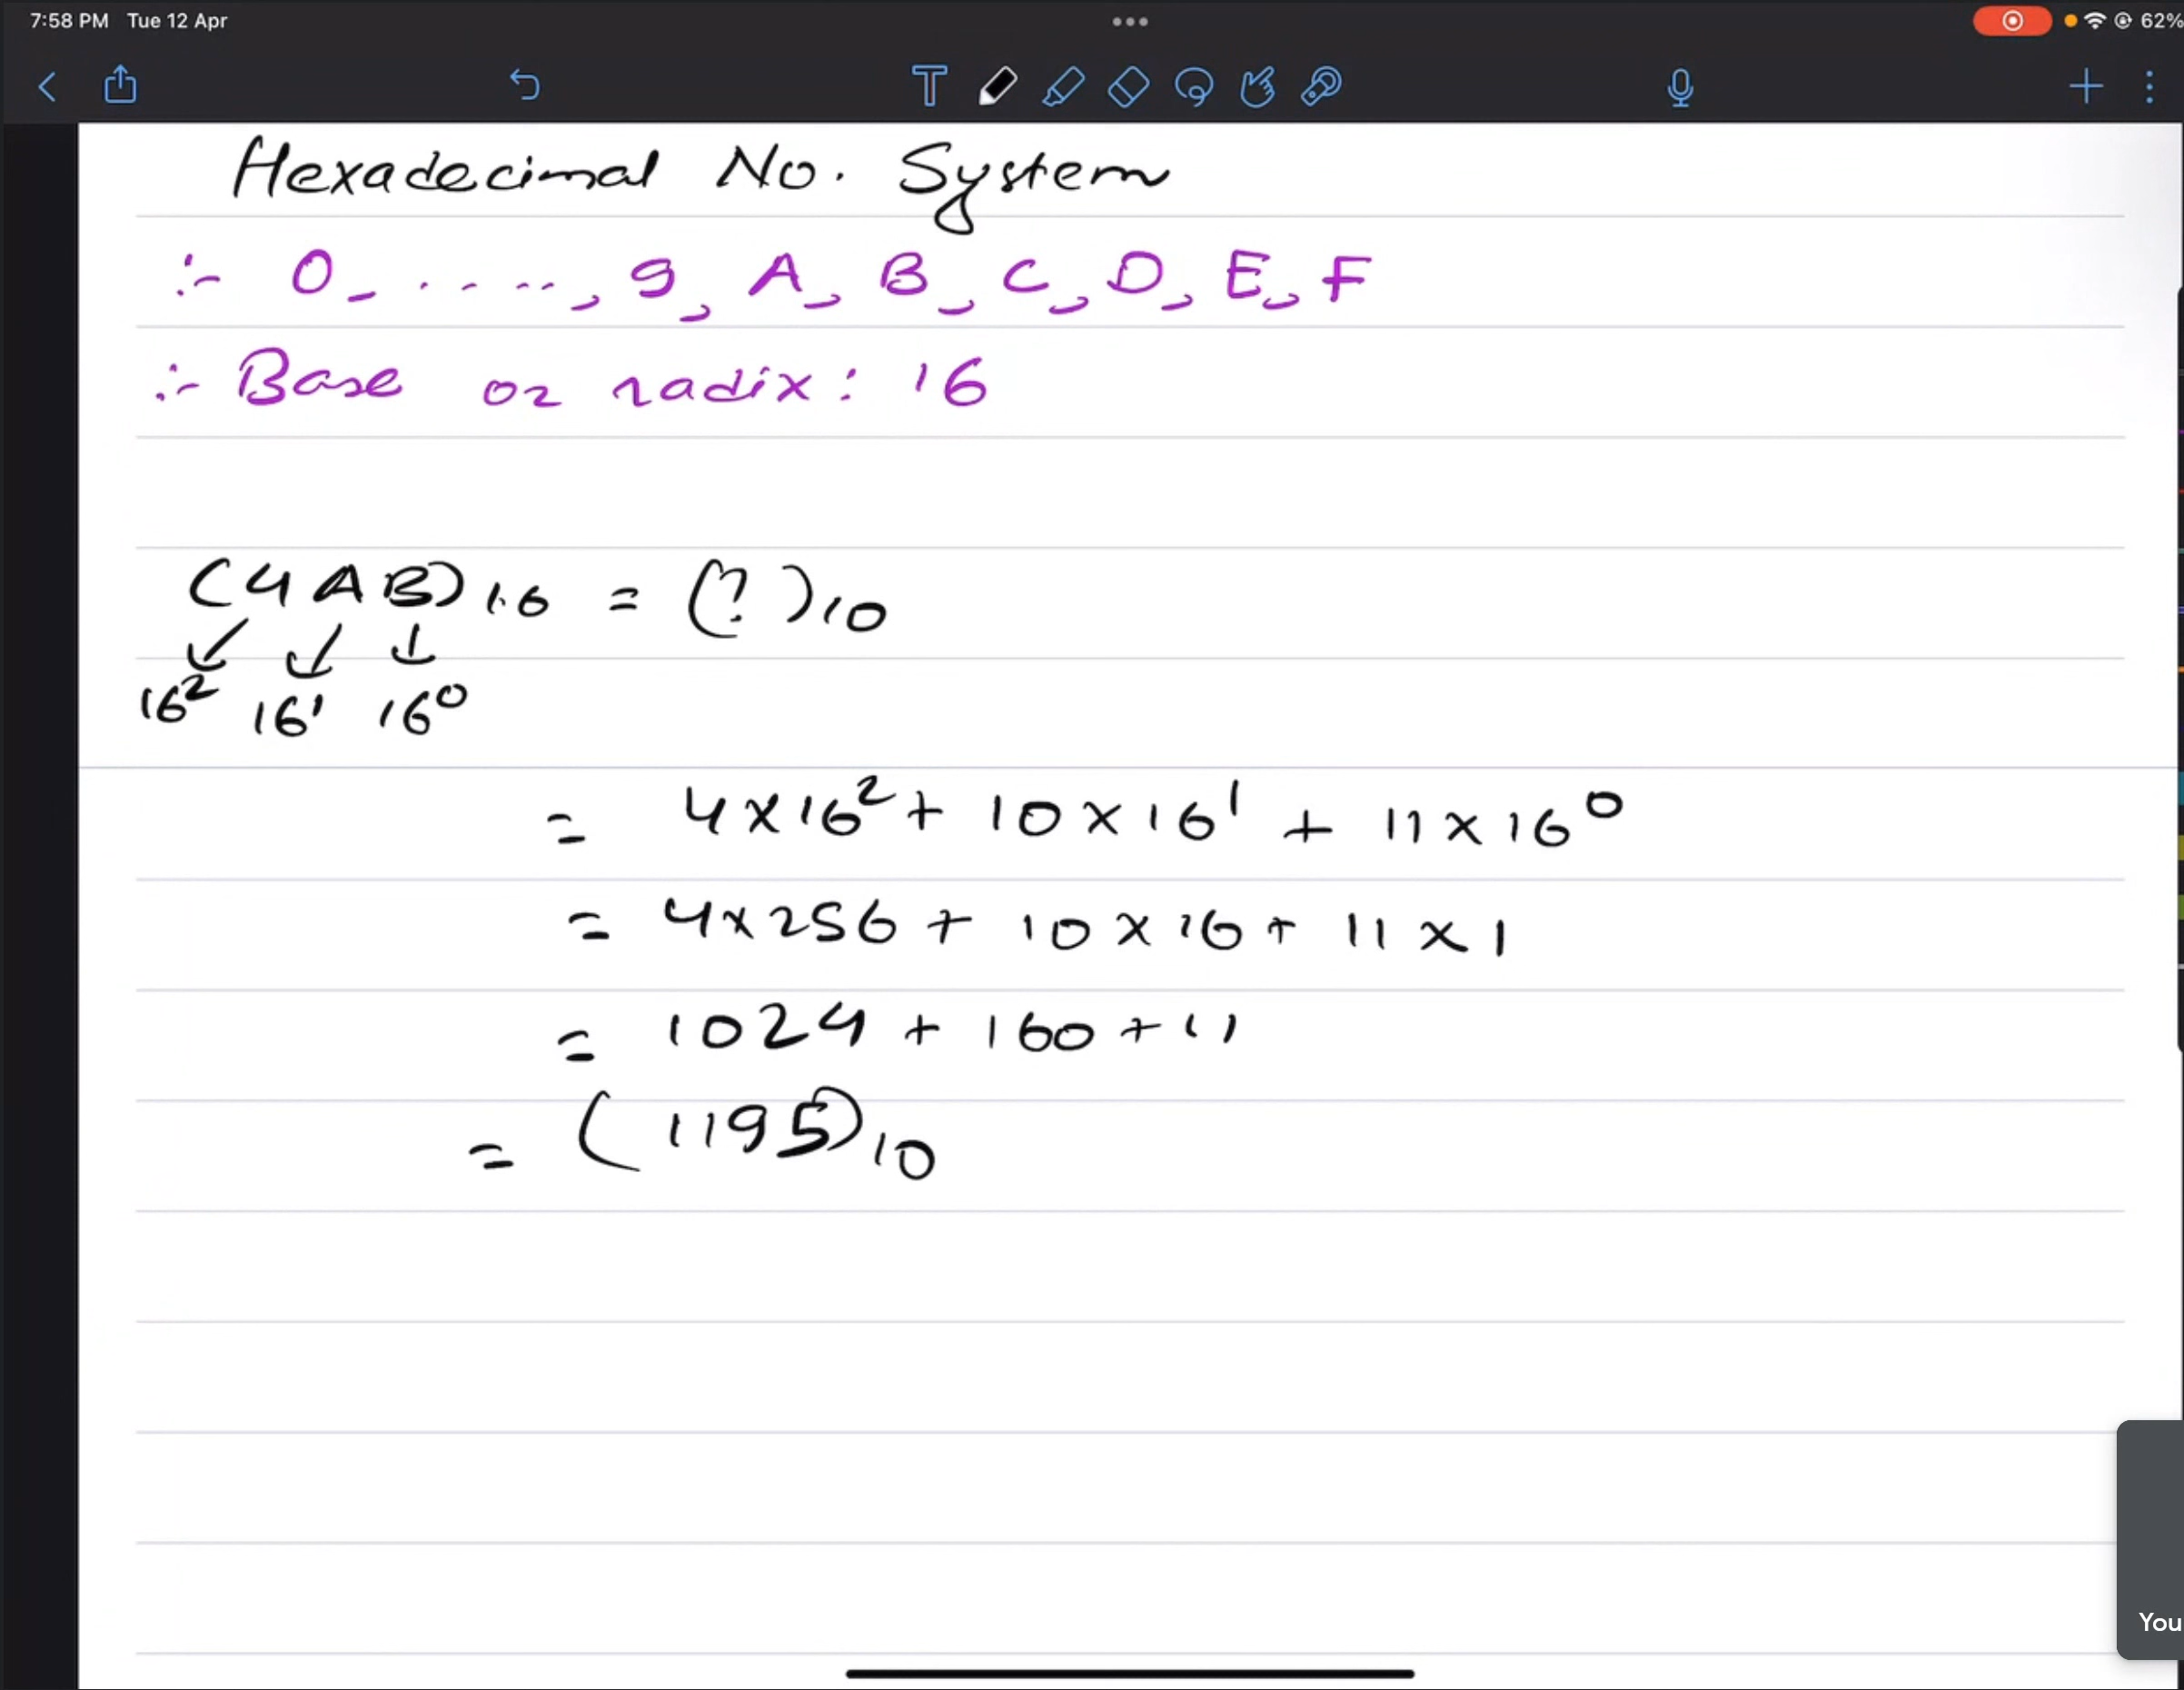 7:58 PM Tue 12 Apr
62%
Hexadecimal No. System
:- 0, ...., 9, A, B, C, D, E, F
:- Base or radix: 16
(4AB)16 = (?)10
16² 16¹ 16⁰
= 4 x 16² + 10 x 16¹ + 11 x 16⁰
= 4 x 256 + 10 x 16 + 11 x 1
= 1024 + 160 + 11
= (1195)10
You